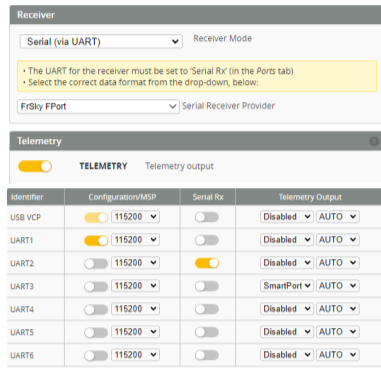 Receiver
Serial (via UART) Receiver Mode
• The UART for the receiver must be set to 'Serial Rx' (in the Ports tab)
• Select the correct data format from the drop-down, below:
FrSky FPort Serial Receiver Provider
Telemetry
TELEMETRY Telemetry output
Identifier Configuration/MSP Serial Rx Telemetry Output
USB VCP 115200 Disabled AUTO
UART1 115200 Disabled AUTO
UART2 115200 Disabled AUTO
UART3 115200 SmartPort AUTO
UART4 115200 Disabled AUTO
UART5 115200 Disabled AUTO
UART6 115200 Disabled AUTO